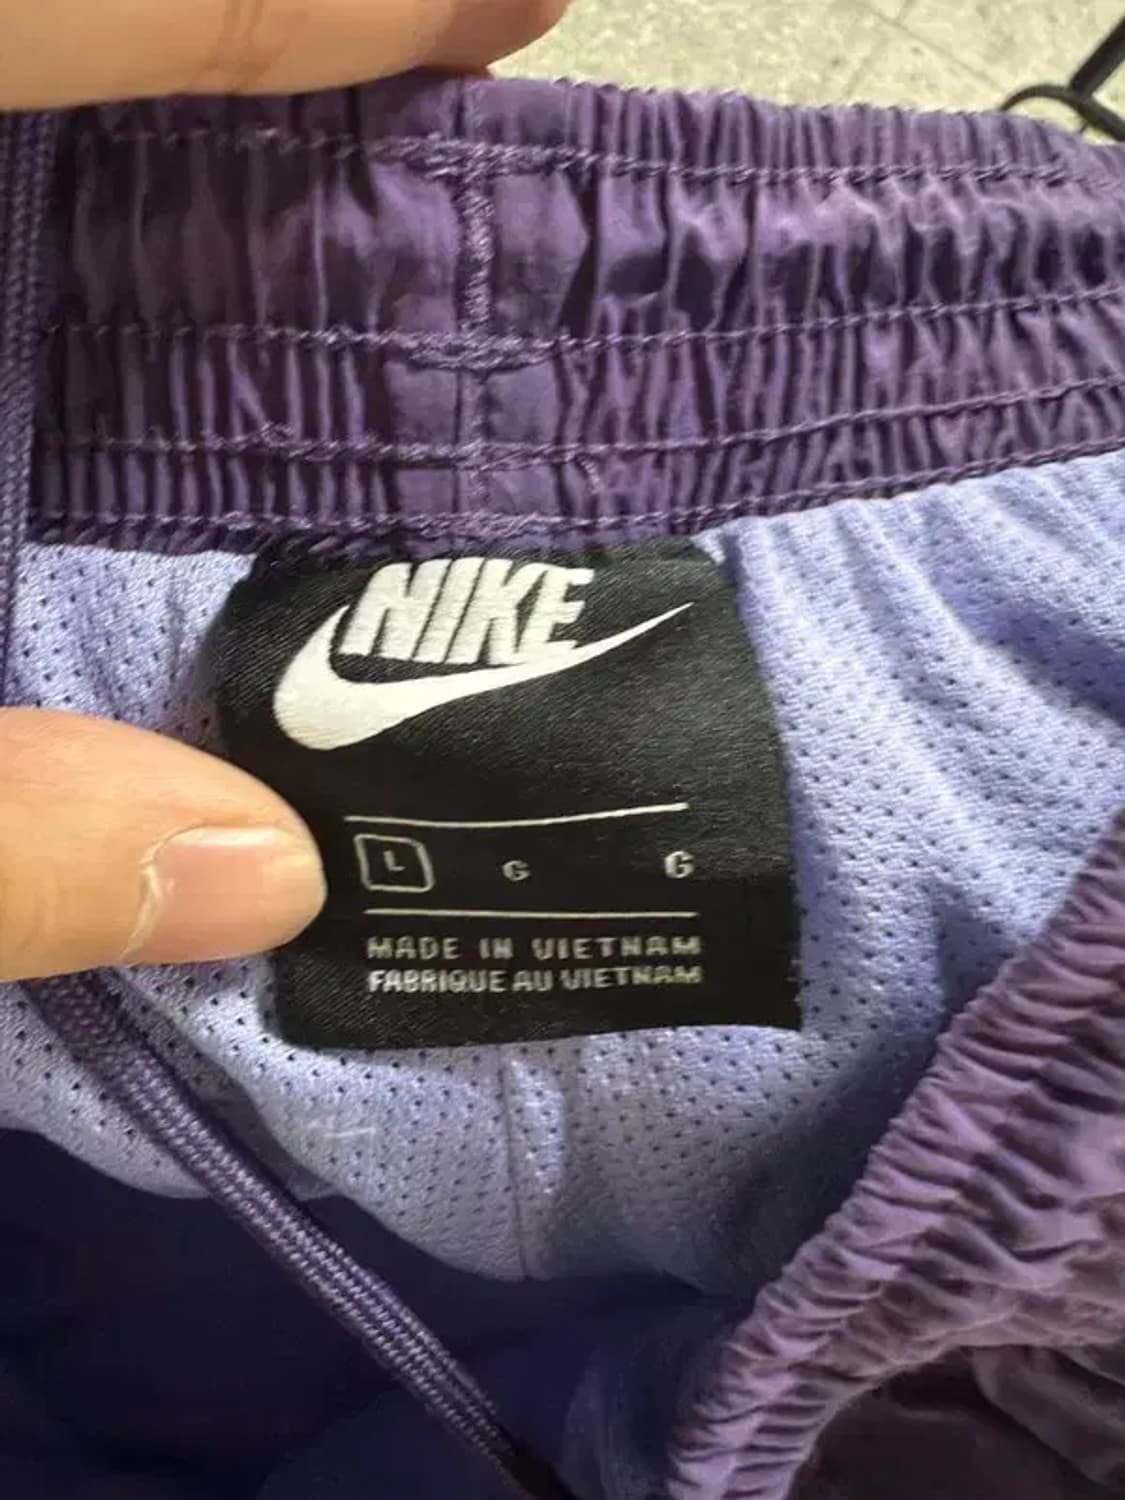 NIKE
L G G
MADE IN VIETNAM
FABRIQUE AU VIETNAM